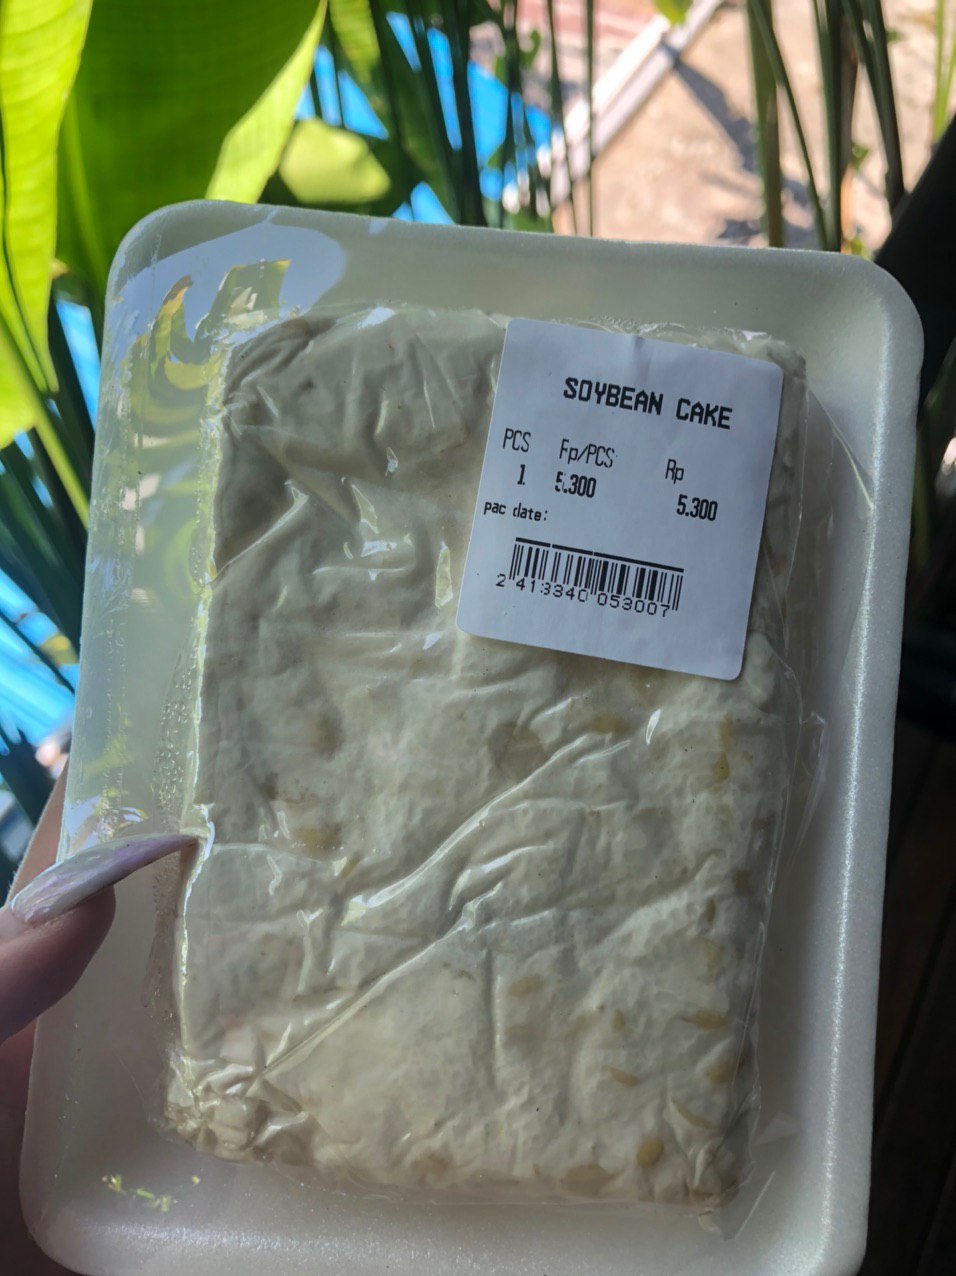 SOYBEAN CAKE
PCS Fp/PCS Rp
1 5.300 5.300
pac date:
2 413340 053007